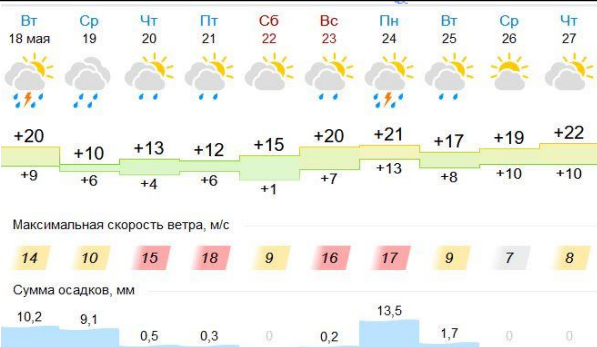 Вт Ср Чт Пт Сб Вс Пн Вт Ср Чт
18 мая 19 20 21 22 23 24 25 26 27
+20 +10 +13 +12 +15 +20 +21 +17 +19 +22
+9 +6 +4 +6 +1 +7 +13 +8 +10 +10
Максимальная скорость ветра, м/с
14 10 15 18 9 16 17 9 7 8
Сумма осадков, мм
10,2 9,1 0,5 0,3 0 0,2 13,5 1,7 0 0